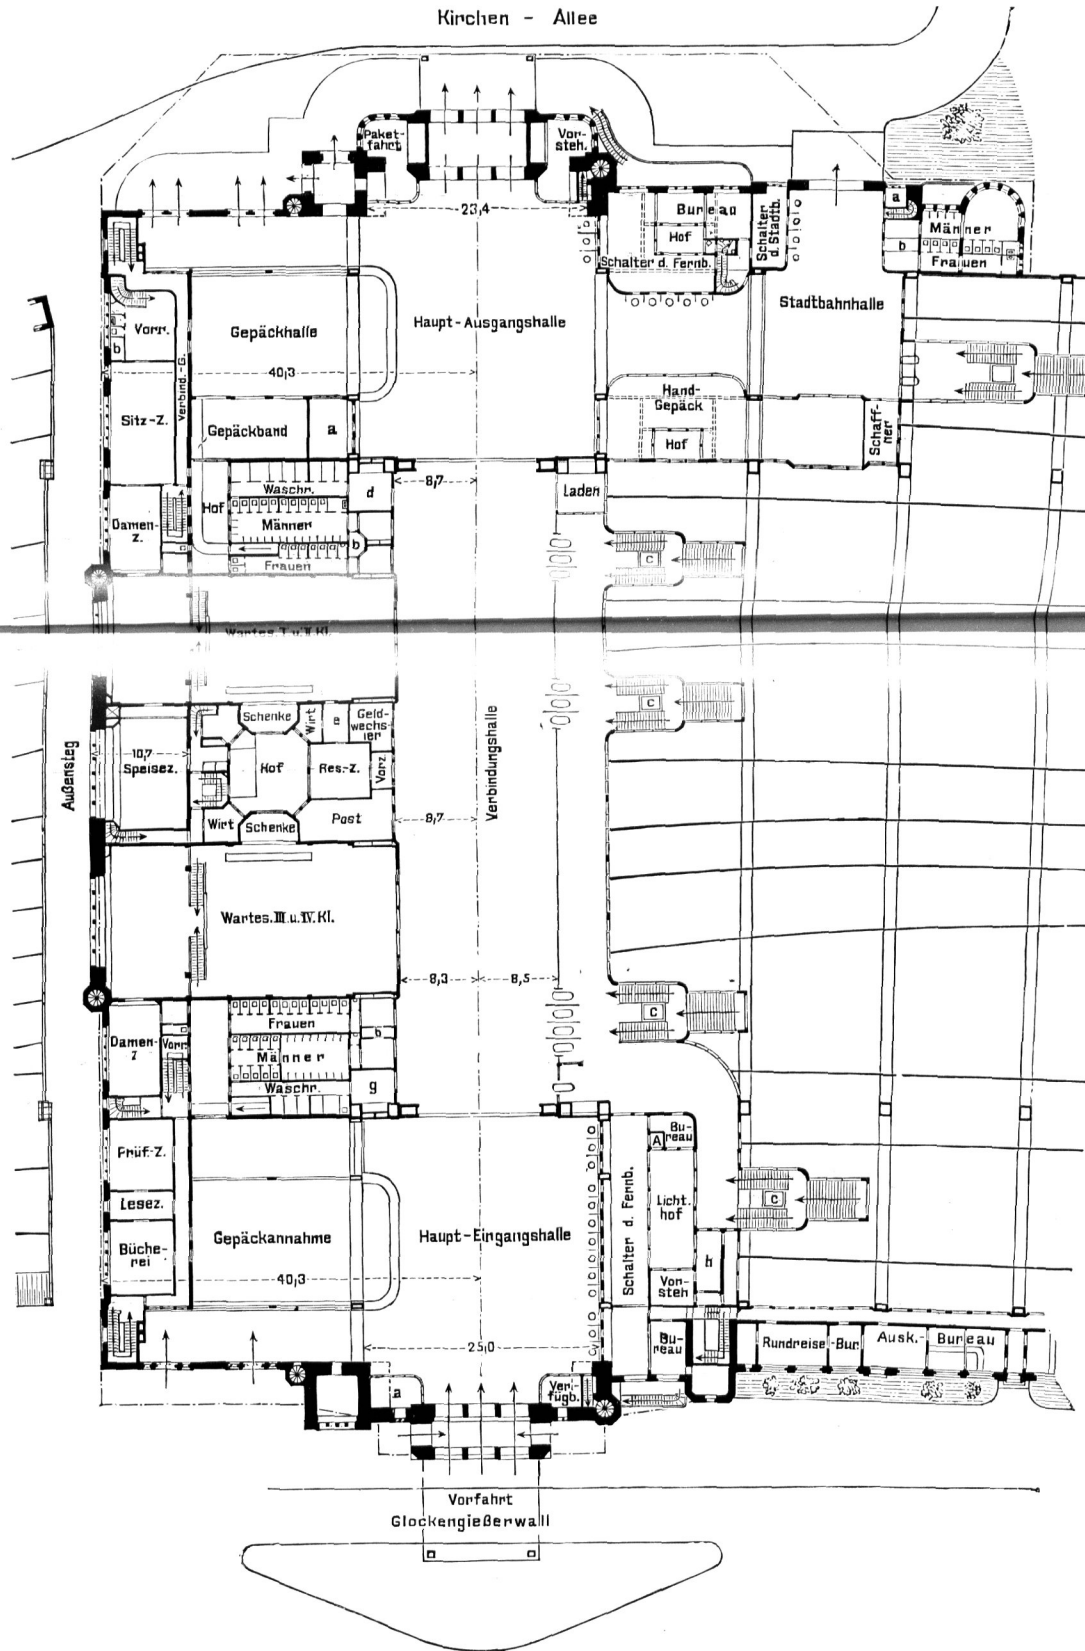 Kirchen - Allee
Paket-
fahrt
Vor-
steh.
23,4
Bureau
Hof
Schalter d. Fernb.
Schalter
d. Stadtb.
a
b
Männer
Frauen
Vorr.
b
Verbind.-G.
Gepäckhalle
Haupt-Ausgangshalle
Stadtbahnhalle
40,3
Sitz-Z.
Gepäckband
a
Hand-
Gepäck
Hof
Schaff-
ner
Damen-
z.
Hof
Waschr.
Männer
Frauen
d
b
8,7
Laden
c
Wartes. I u. II Kl.
c
Außensteg
10,7
Speisez.
Schenke
Wirt
e
Geld-
wechs-
ler
Hof
Res.-Z.
Vorz.
Wirt
Schenke
Post
8,7
Verbindungshalle
Wartes. III u. IV. Kl.
8,3
8,5
c
Damen-
z
Vorr.
Frauen
Männer
Waschr.
b
g
Prüf.-Z.
Lesez.
Büche-
rei
Gepäckannahme
Haupt-Eingangshalle
40,3
25,0
Schalter d. Fernb.
Bu-
reau
A
Licht.
hof
Vor-
steh
h
c
Bu-
reau
Rundreise-Bur.
Ausk.-Bureau
a
Ver-
fügb.
Vorfahrt
Glockengießerwall